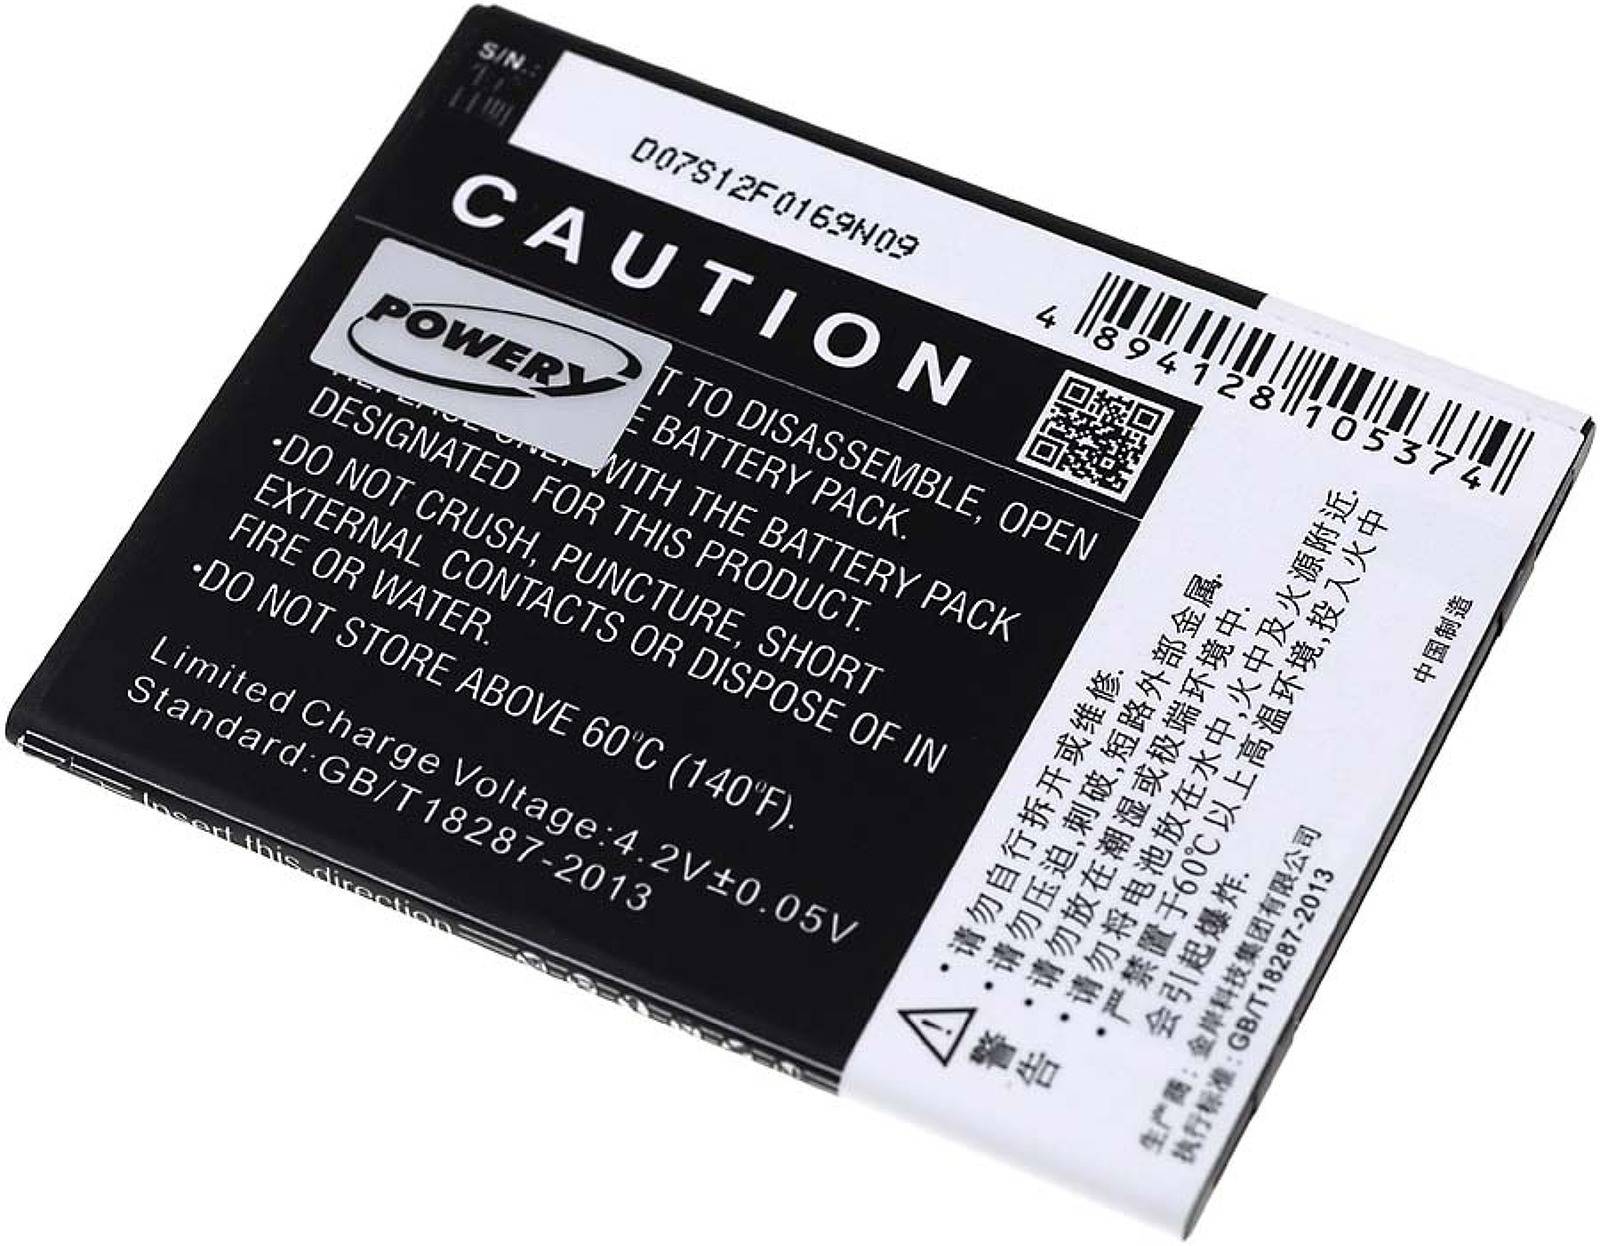 S/N.:
D07S12F0169N09
CAUTION
4 894128 105374
POWERY
T TO DISASSEMBLE, OPEN
E BATTERY PACK.
WITH THE BATTERY PACK
DESIGNATED FOR THIS PRODUCT.
•DO NOT CRUSH, PUNCTURE, SHORT
EXTERNAL CONTACTS OR DISPOSE OF IN
FIRE OR WATER.
•DO NOT STORE ABOVE 60°C (140°F).
Limited Charge Voltage:4.2V±0.05V
Standard:GB/T18287-2013
Insert this direction
警告
•请勿自行拆开或维修.
•请勿压迫,刺破,短路外部金属.
•请勿放在潮湿或极端环境中.
•请勿将电池放在水中,火中及火源附近.
•严禁置于60℃以上高温环境,投入火中
会引起爆炸.
生产商:金岸科技集团有限公司
执行标准:GB/T18287-2013
中国制造